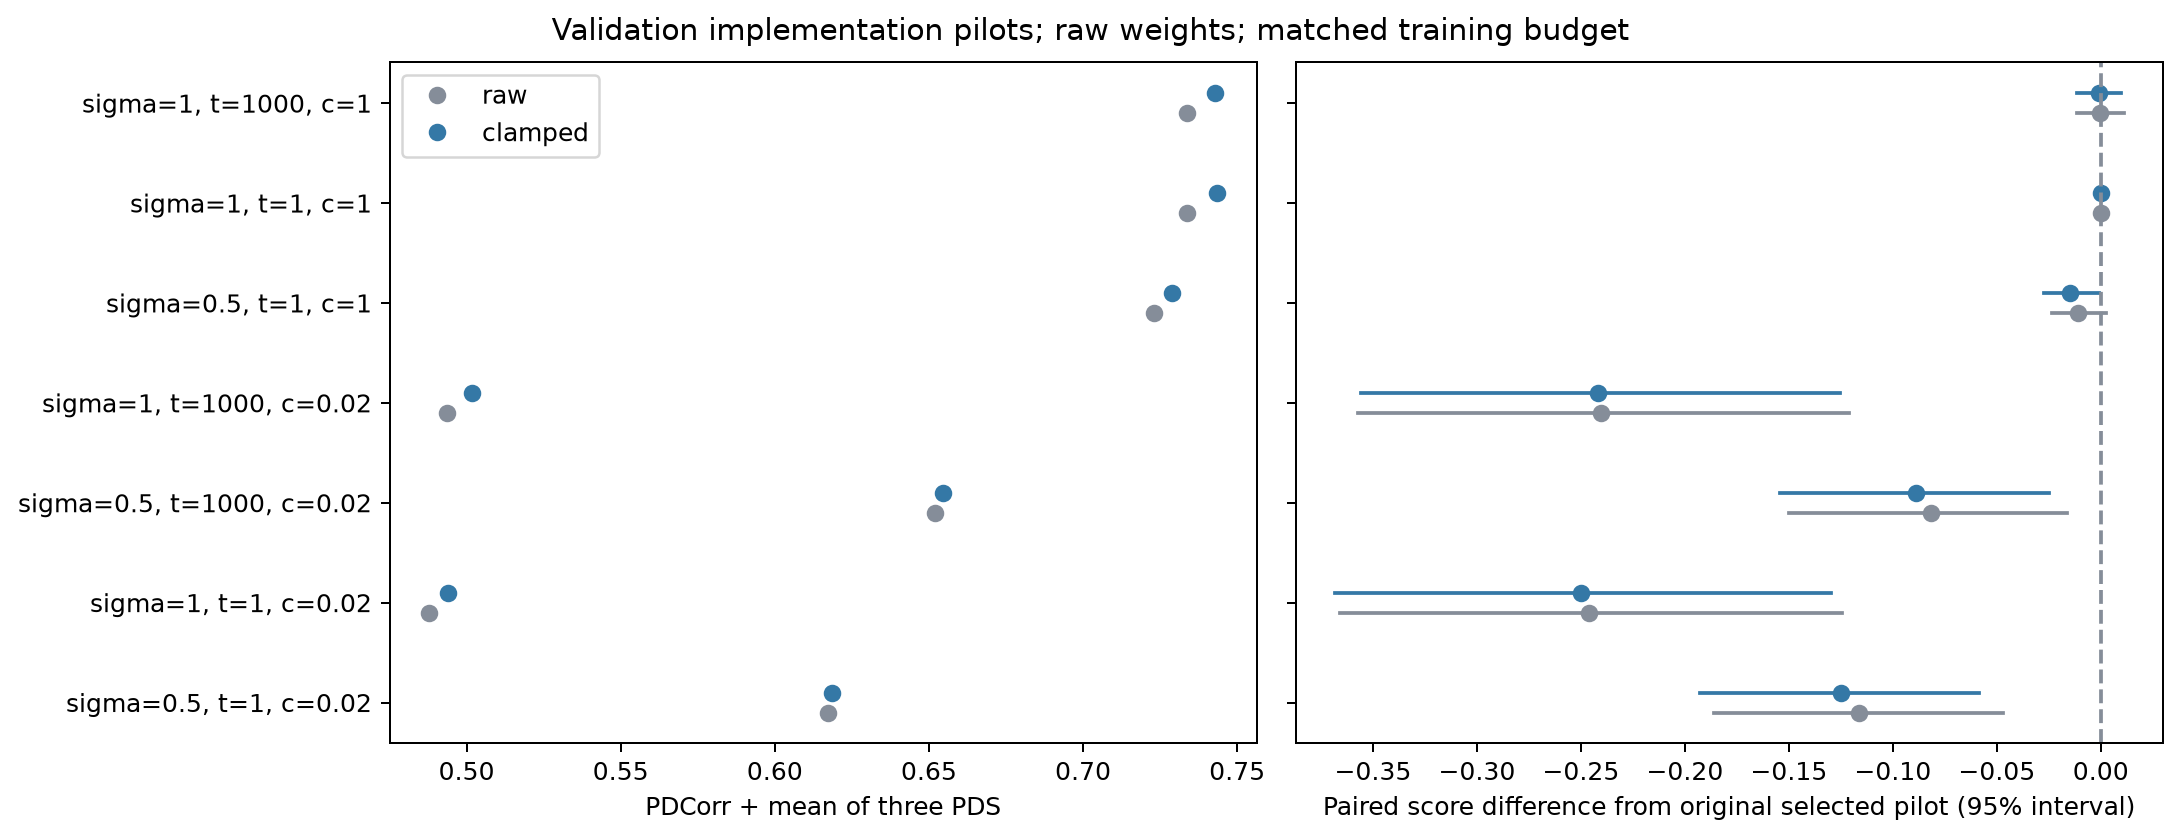 Validation implementation pilots; raw weights; matched training budget
raw
clamped
sigma=1, t=1000, c=1
sigma=1, t=1, c=1
sigma=0.5, t=1, c=1
sigma=1, t=1000, c=0.02
sigma=0.5, t=1000, c=0.02
sigma=1, t=1, c=0.02
sigma=0.5, t=1, c=0.02
0.50 0.55 0.60 0.65 0.70 0.75
PDCorr + mean of three PDS
−0.35 −0.30 −0.25 −0.20 −0.15 −0.10 −0.05 0.00
Paired score difference from original selected pilot (95% interval)